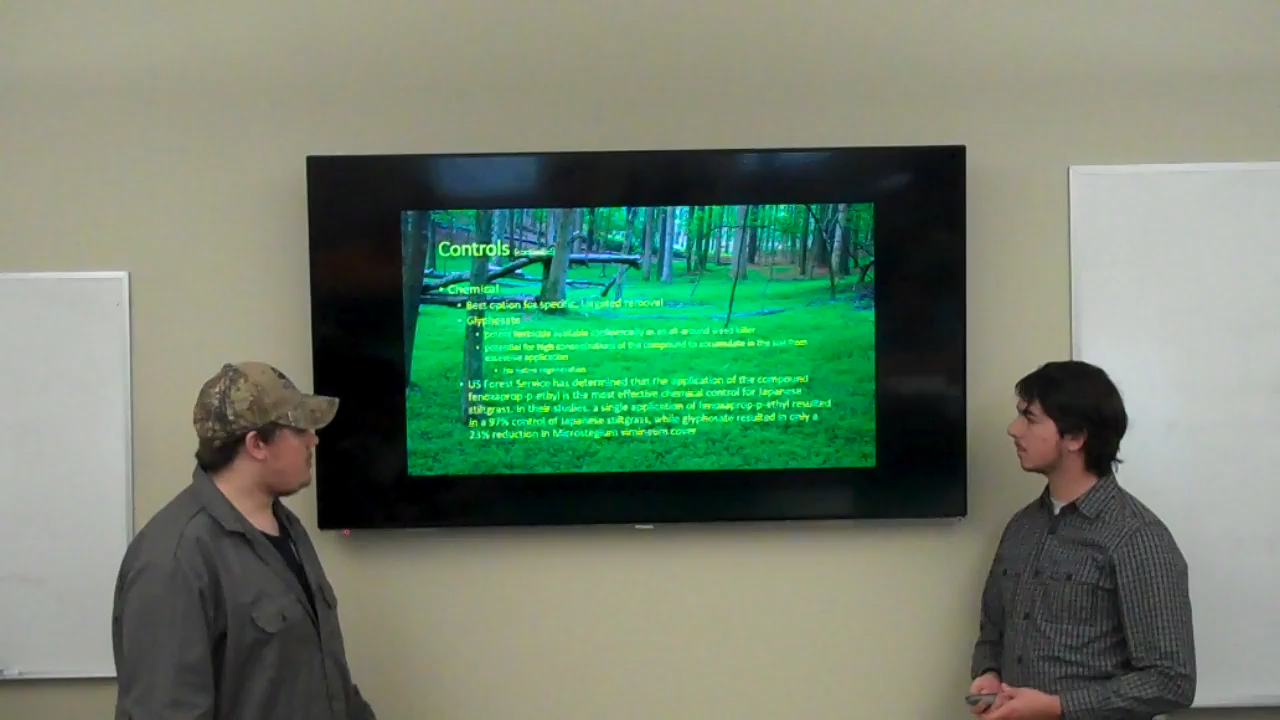 Controls
• Chemical
• Best option for specific, targeted removal
• Glyphosate
• potent herbicide available commercially as an all-around weed killer
• potential for high concentrations of the compound to accumulate in the soil from
excessive application
• No native regeneration
• US Forest Service has determined that the application of the compound
fenoxaprop-p-ethyl is the most effective chemical control for Japanese
stiltgrass. In their studies, a single application of fenoxaprop-p-ethyl resulted
in a 97% control of Japanese stiltgrass, while glyphosate resulted in only a
23% reduction in Microstegium vimineum cover